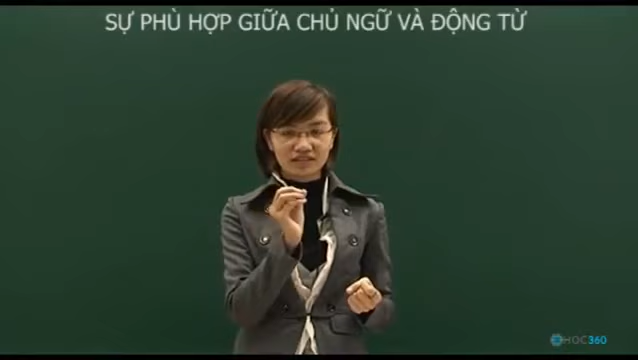 SỰ PHÙ HỢP GIỮA CHỦ NGỮ VÀ ĐỘNG TỪ
HOC360